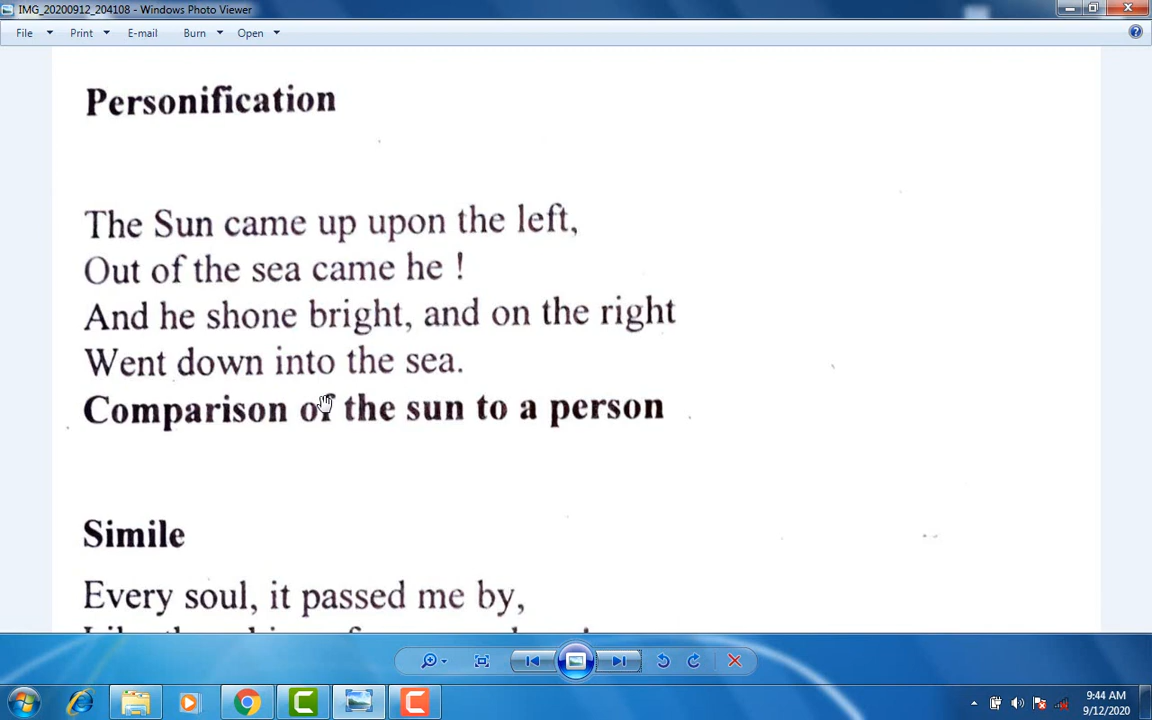 IMG_20200912_204108 - Windows Photo Viewer
File Print E-mail Burn Open
Personification
The Sun came up upon the left,
Out of the sea came he !
And he shone bright, and on the right
Went down into the sea.
Comparison of the sun to a person
Simile
Every soul, it passed me by,
9:44 AM
9/12/2020